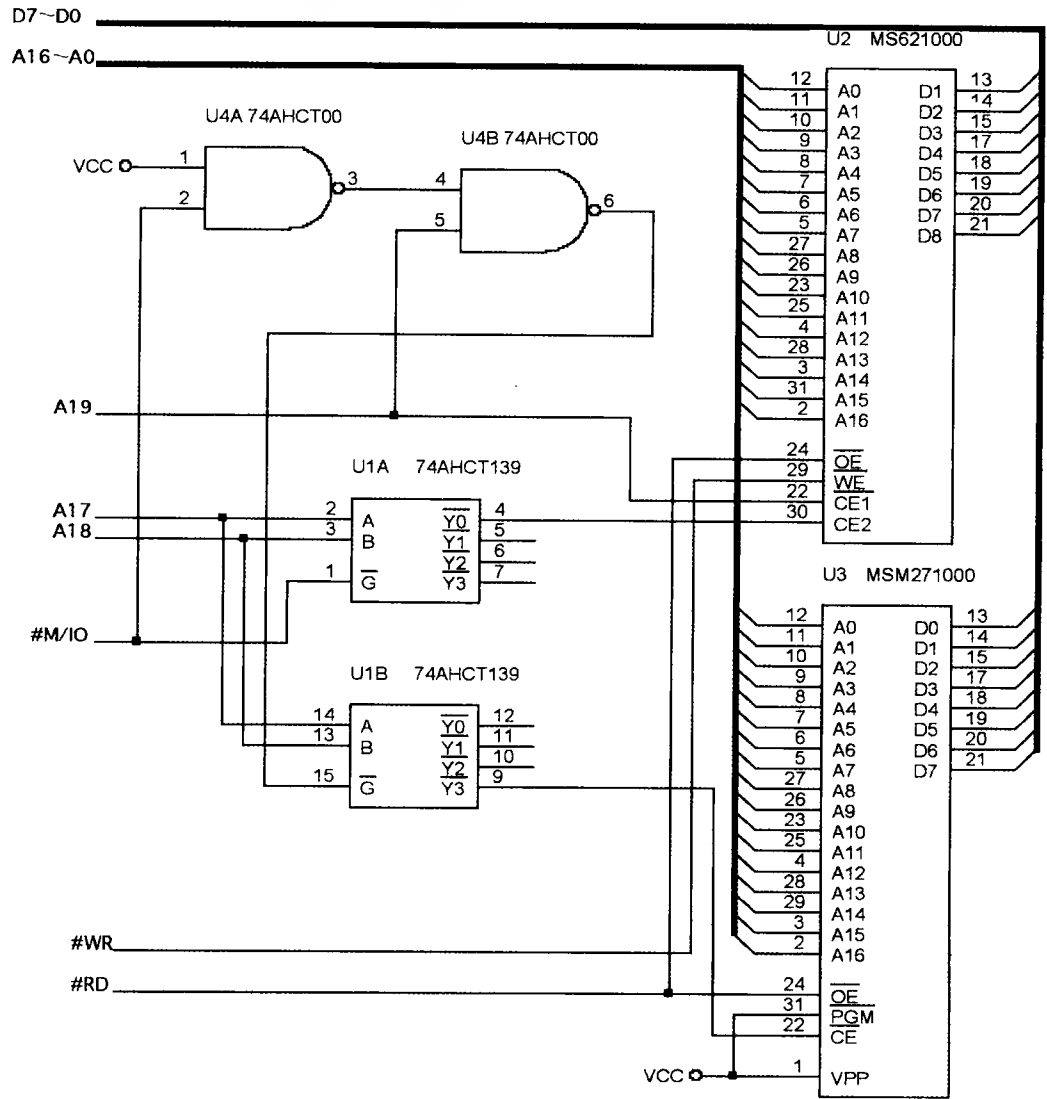 D7~D0
A16~A0
U2 MS621000
12 A0 D1 13
11 A1 D2 14
10 A2 D3 15
9 A3 D4 17
8 A4 D5 18
7 A5 D6 19
6 A6 D7 20
5 A7 D8 21
27 A8
26 A9
23 A10
25 A11
4 A12
28 A13
3 A14
31 A15
2 A16
24 OE
29 WE
22 CE1
30 CE2
U4A 74AHCT00
VCC 1
2
3
U4B 74AHCT00
4
5
6
A19
U1A 74AHCT139
A17
A18
2 A Y0 4
3 B Y1 5
Y2 6
1 G Y3 7
#M/IO
U1B 74AHCT139
14 A Y0 12
13 B Y1 11
Y2 10
15 G Y3 9
U3 MSM271000
12 A0 D0 13
11 A1 D1 14
10 A2 D2 15
9 A3 D3 17
8 A4 D4 18
7 A5 D5 19
6 A6 D6 20
5 A7 D7 21
27 A8
26 A9
23 A10
25 A11
4 A12
28 A13
29 A14
3 A15
2 A16
#WR
#RD
24 OE
31 PGM
22 CE
VCC 1 VPP